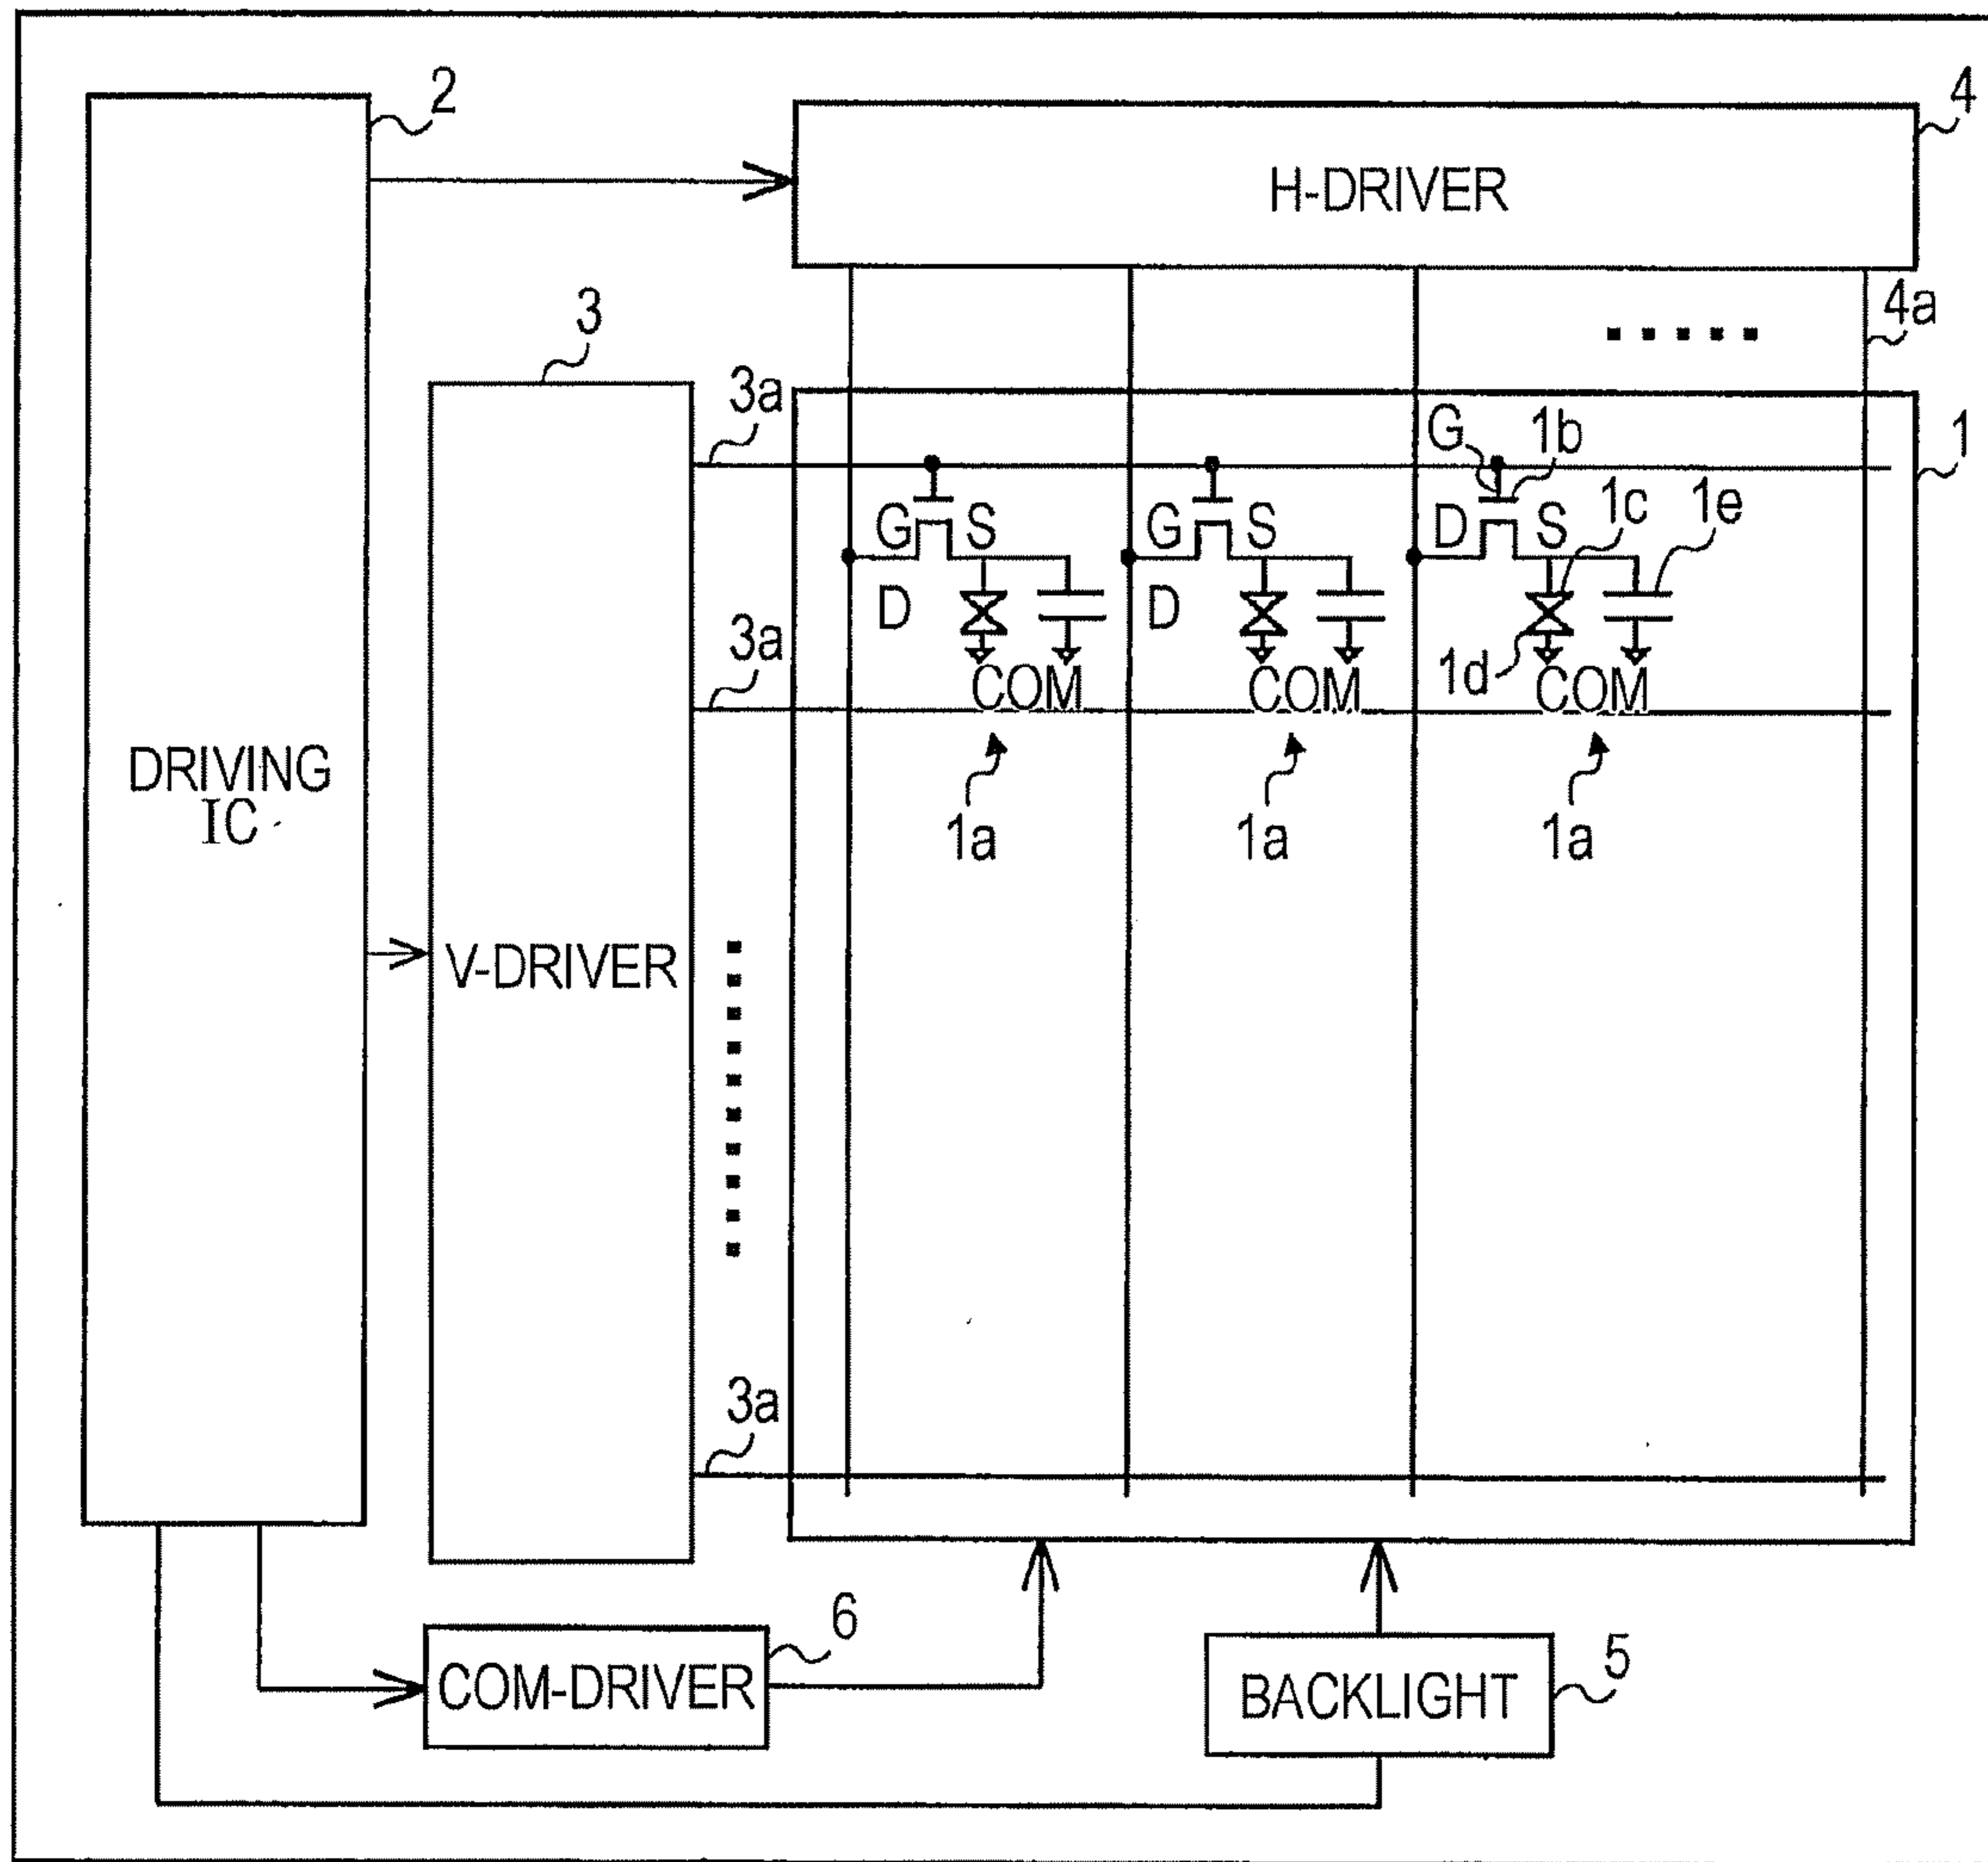 2
4
H-DRIVER
3
4a
3a
1
G
1b
1c
1e
G
S
G
S
D
S
D
D
3a
1d
COM
COM
COM
DRIVING
IC
1a
1a
1a
V-DRIVER
3a
6
COM-DRIVER
5
BACKLIGHT